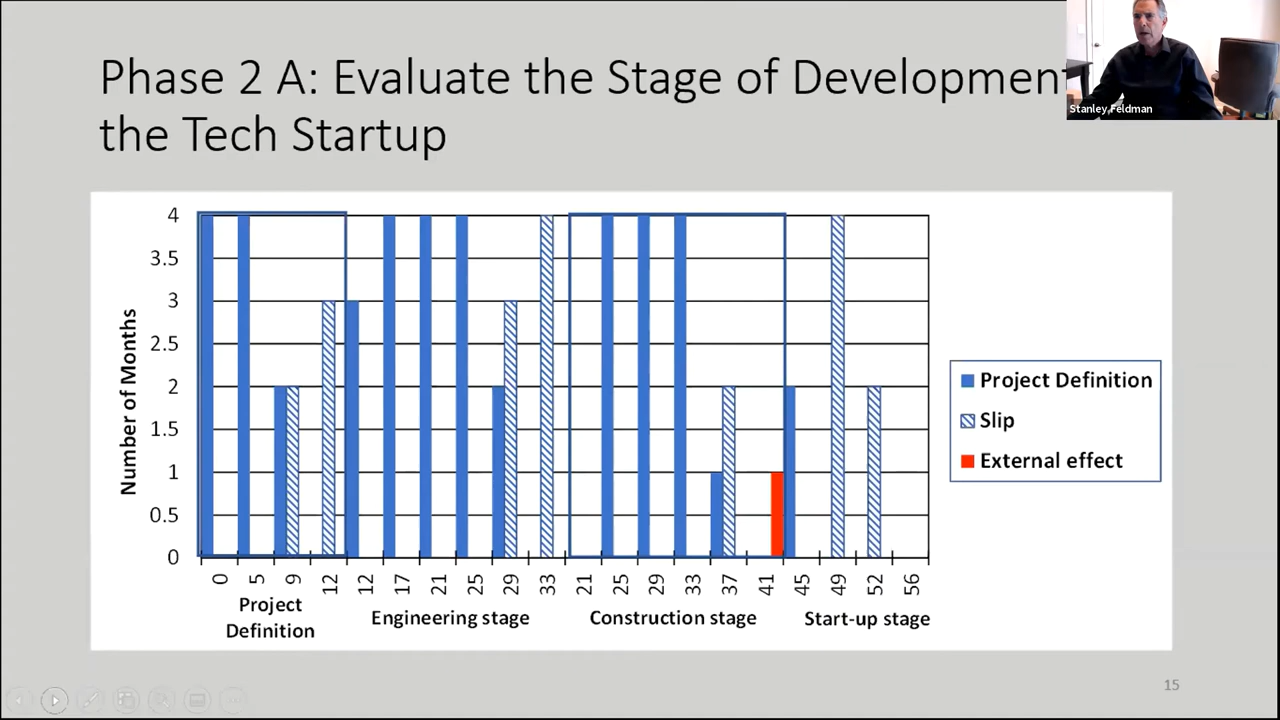 Phase 2 A: Evaluate the Stage of Developmen
the Tech Startup
Stanley Feldman
Number of Months
4
3.5
3
2.5
2
1.5
1
0.5
0
0 5 9 12 12 17 21 25 29 33 21 25 29 33 37 41 45 49 52 56
Project
Definition
Engineering stage
Construction stage
Start-up stage
Project Definition
Slip
External effect
15